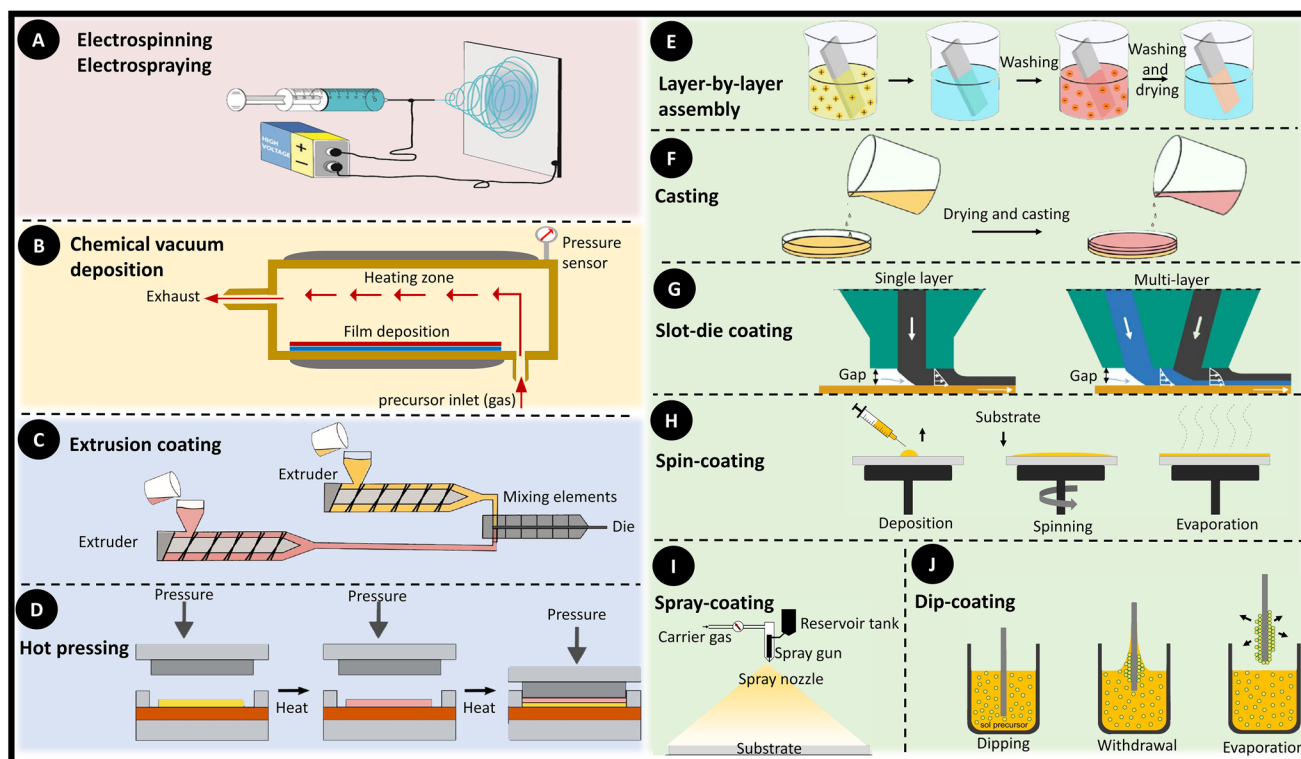 A
Electrospinning
Electrospraying
HIGH
VOLTAGE
+
−
B
Chemical vacuum
deposition
Pressure
sensor
Heating zone
Exhaust
Film deposition
precursor inlet (gas)
C
Extrusion coating
Extruder
Mixing elements
Die
Extruder
D
Hot pressing
Pressure
Pressure
Pressure
Heat
Heat
E
Layer-by-layer
assembly
Washing
Washing
and
drying
F
Casting
Drying and casting
G
Slot-die coating
Single layer
Multi-layer
Gap
Gap
H
Spin-coating
Substrate
Deposition
Spinning
Evaporation
I
Spray-coating
Carrier gas
Reservoir tank
Spray gun
Spray nozzle
Substrate
J
Dip-coating
sol precursor
Dipping
Withdrawal
Evaporation